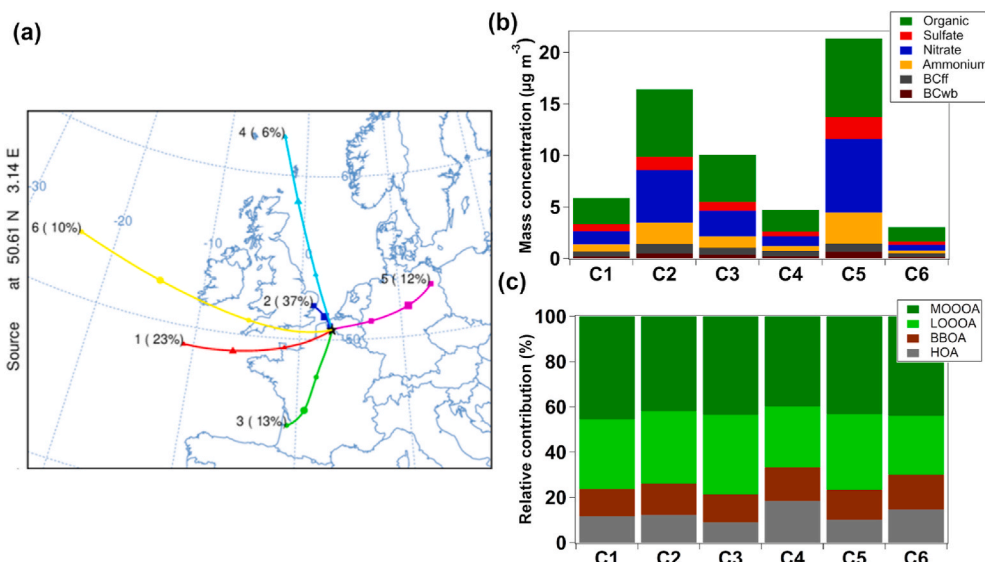 (a)
Source at 50.61 N 3.14 E
4 ( 6%)
-30
-20
6 ( 10%)
-10
0
5 ( 12%)
2 ( 37%)
1 ( 23%)
3 ( 13%)
(b)
Mass concentration (µg m⁻³)
20
15
10
5
0
Organic
Sulfate
Nitrate
Ammonium
BCff
BCwb
C1 C2 C3 C4 C5 C6
(c)
Relative contribution (%)
100
80
60
40
20
0
MOOOA
LOOOA
BBOA
HOA
C1 C2 C3 C4 C5 C6